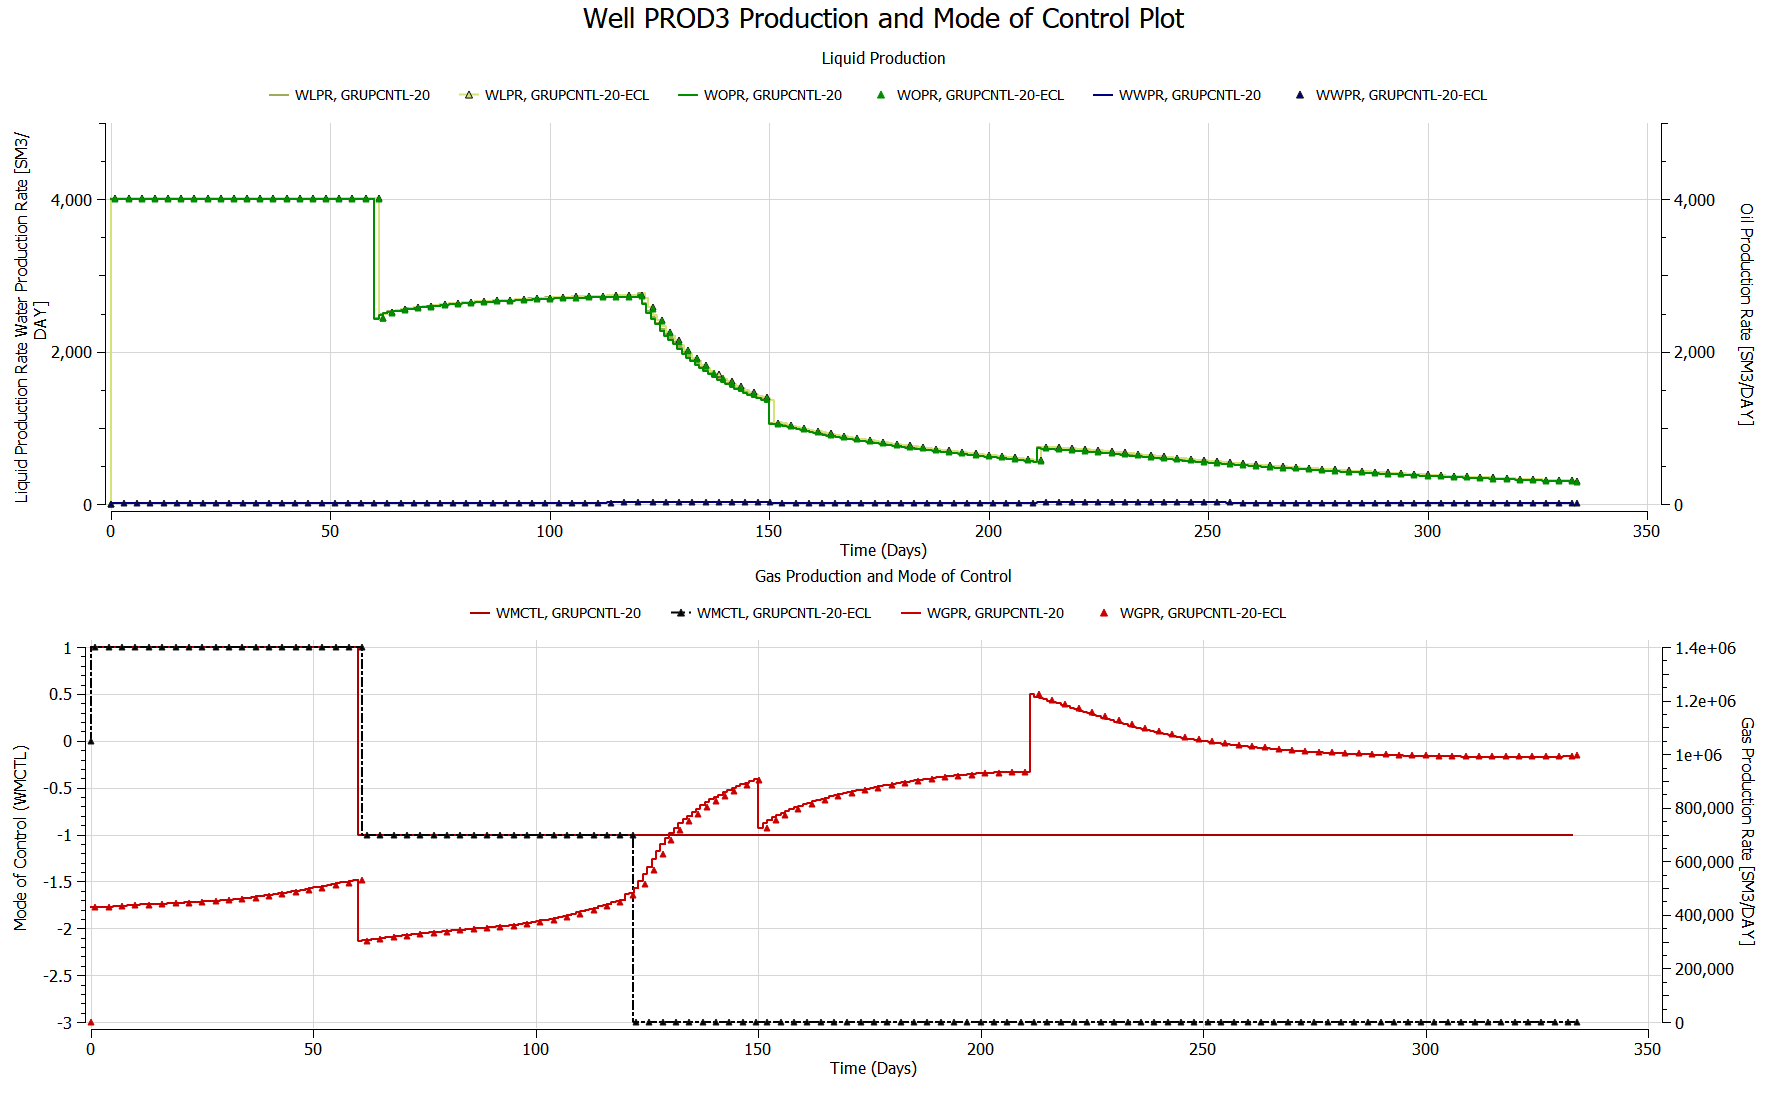 Well PROD3 Production and Mode of Control Plot
Liquid Production
WLPR, GRUPCNTL-20 WLPR, GRUPCNTL-20-ECL WOPR, GRUPCNTL-20 WOPR, GRUPCNTL-20-ECL WWPR, GRUPCNTL-20 WWPR, GRUPCNTL-20-ECL
Liquid Production Rate Water Production Rate [SM3/
DAY]
4,000
2,000
0
4,000
2,000
0
Oil Production Rate [SM3/DAY]
0 50 100 150 200 250 300 350
Time (Days)
Gas Production and Mode of Control
WMCTL, GRUPCNTL-20 WMCTL, GRUPCNTL-20-ECL WGPR, GRUPCNTL-20 WGPR, GRUPCNTL-20-ECL
Mode of Control (WMCTL)
1
0.5
0
-0.5
-1
-1.5
-2
-2.5
-3
1.4e+06
1.2e+06
1e+06
800,000
600,000
400,000
200,000
0
Gas Production Rate [SM3/DAY]
0 50 100 150 200 250 300 350
Time (Days)